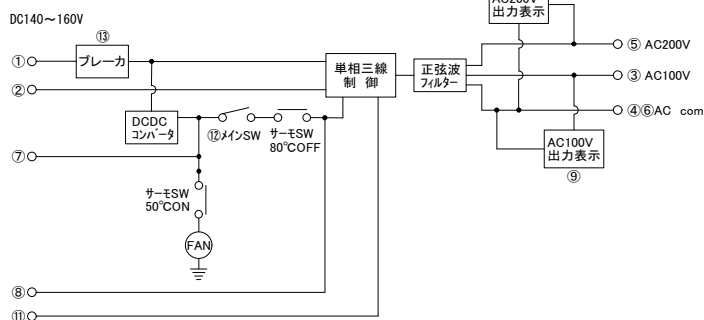 出力表示
DC140～160V
⑬
① ブレーカ
⑤ AC200V
単相三線
制 御
正弦波
フィルター
③ AC100V
②
④⑥AC com
DCDC
コンバータ
⑫メインSW
サーモSW
80℃OFF
AC100V
出力表示
⑨
⑦
サーモSW
50℃ON
FAN
⑧
⑪